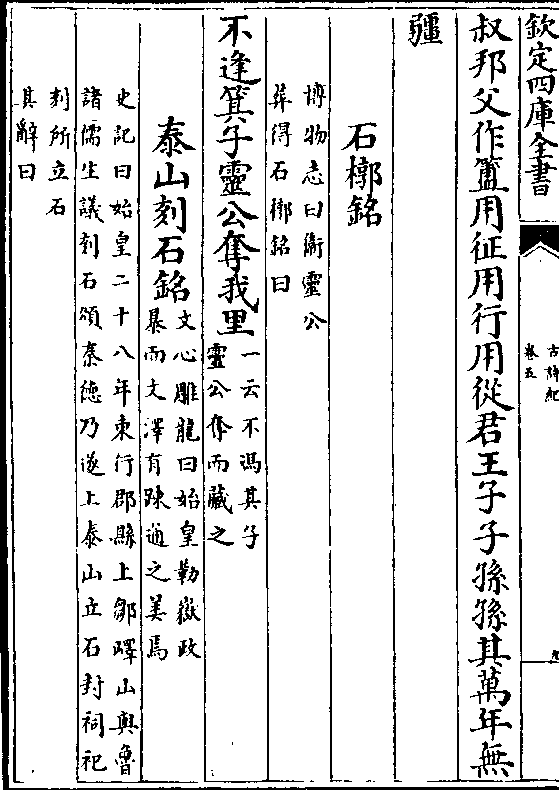 欽定四庫全書
古詩紀
卷五
九
叔邦父作簠用征用行用從君王子子孫孫其萬年無
疆
石槨銘
博物志曰衛靈公
葬得石槨銘曰
不逢箕子靈公奪我里
一云不馮其子
靈公奪而藏之
泰山刻石銘
文心雕龍曰始皇勒嶽政
暴而文澤有疎通之美焉
史記曰始皇二十八年東行郡縣上鄒嶧山與魯
諸儒生議刻石頌秦德乃遂上泰山立石封祠祀
刻所立石
其辭曰